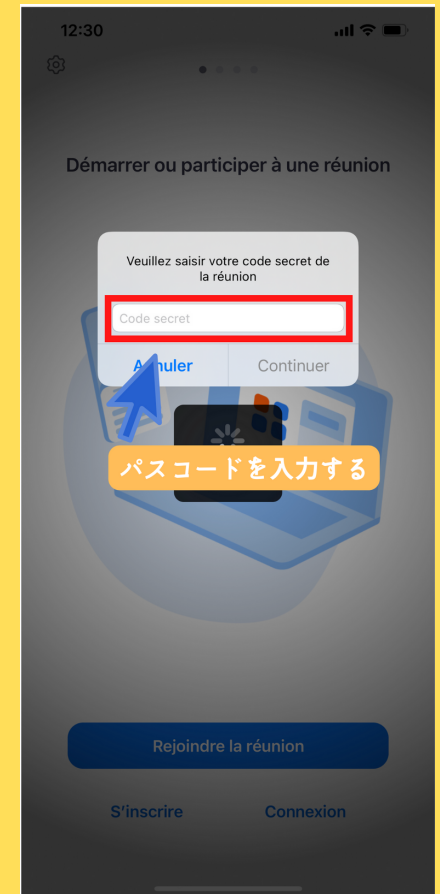 12:30
Démarrer ou participer à une réunion
Veuillez saisir votre code secret de
la réunion
Code secret
Annuler
Continuer
パスコードを入力する
Rejoindre la réunion
S'inscrire
Connexion